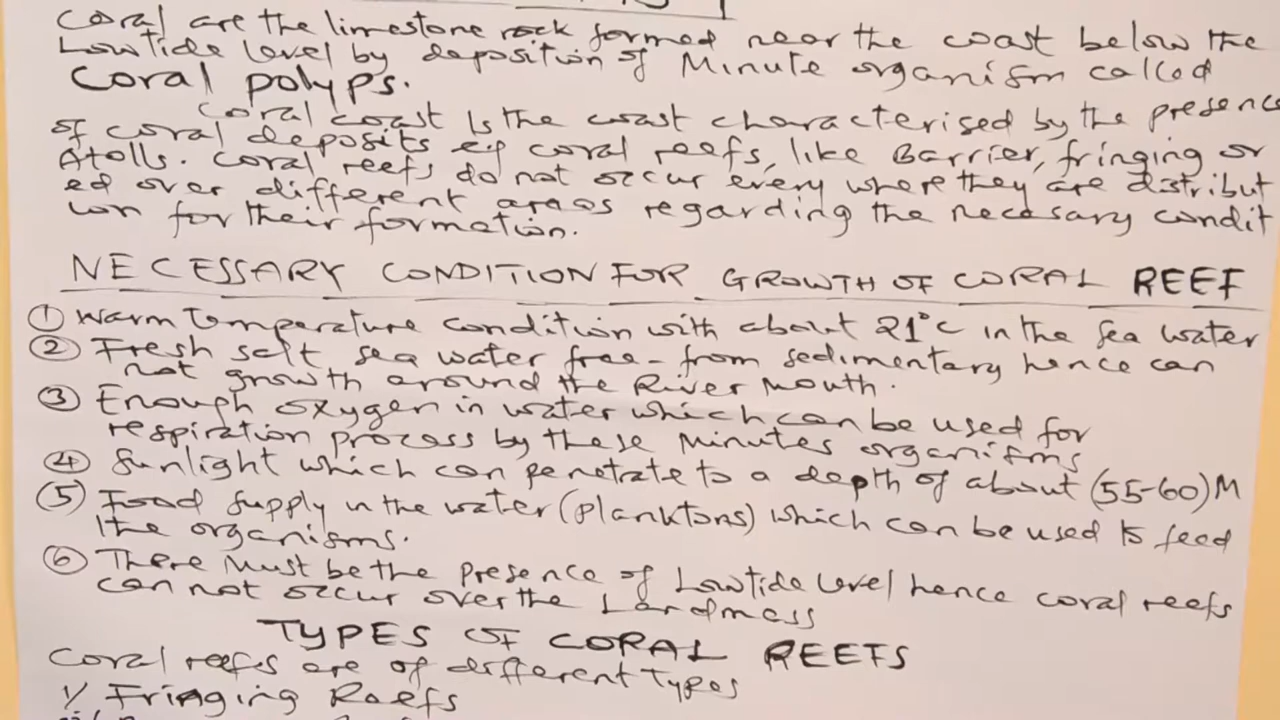 Coral are the limestone rock formed near the coast below the
Low tide level by deposition of Minute organism called
Coral polyps.
Coral coast Is the coast characterised by the presence
of coral deposits eg coral reefs, like Barrier, fringing or
Atolls. Coral reefs do not occur every where they are distribut
ed over different areas regarding the necesary condit
ion for their formation.
NECESSARY CONDITION FOR GROWTH OF CORAL REEF
① Warm temperature condition with about 21°C in the sea water
② Fresh salt sea water free- from sedimentary hence can
not growth around the River Mouth.
③ Enough oxygen in water which can be used for
respiration process by these Minutes organisms
④ Sunlight which can penetrate to a depth of about (55-60)M
⑤ Food supply in the water (planktons) which can be used to feed
the organisms.
⑥ There Must be the presence of Low tide level hence coral reefs
can not occur over the Landmass
TYPES OF CORAL REEFS
Coral reefs are of different types
1/ Fringing Reefs